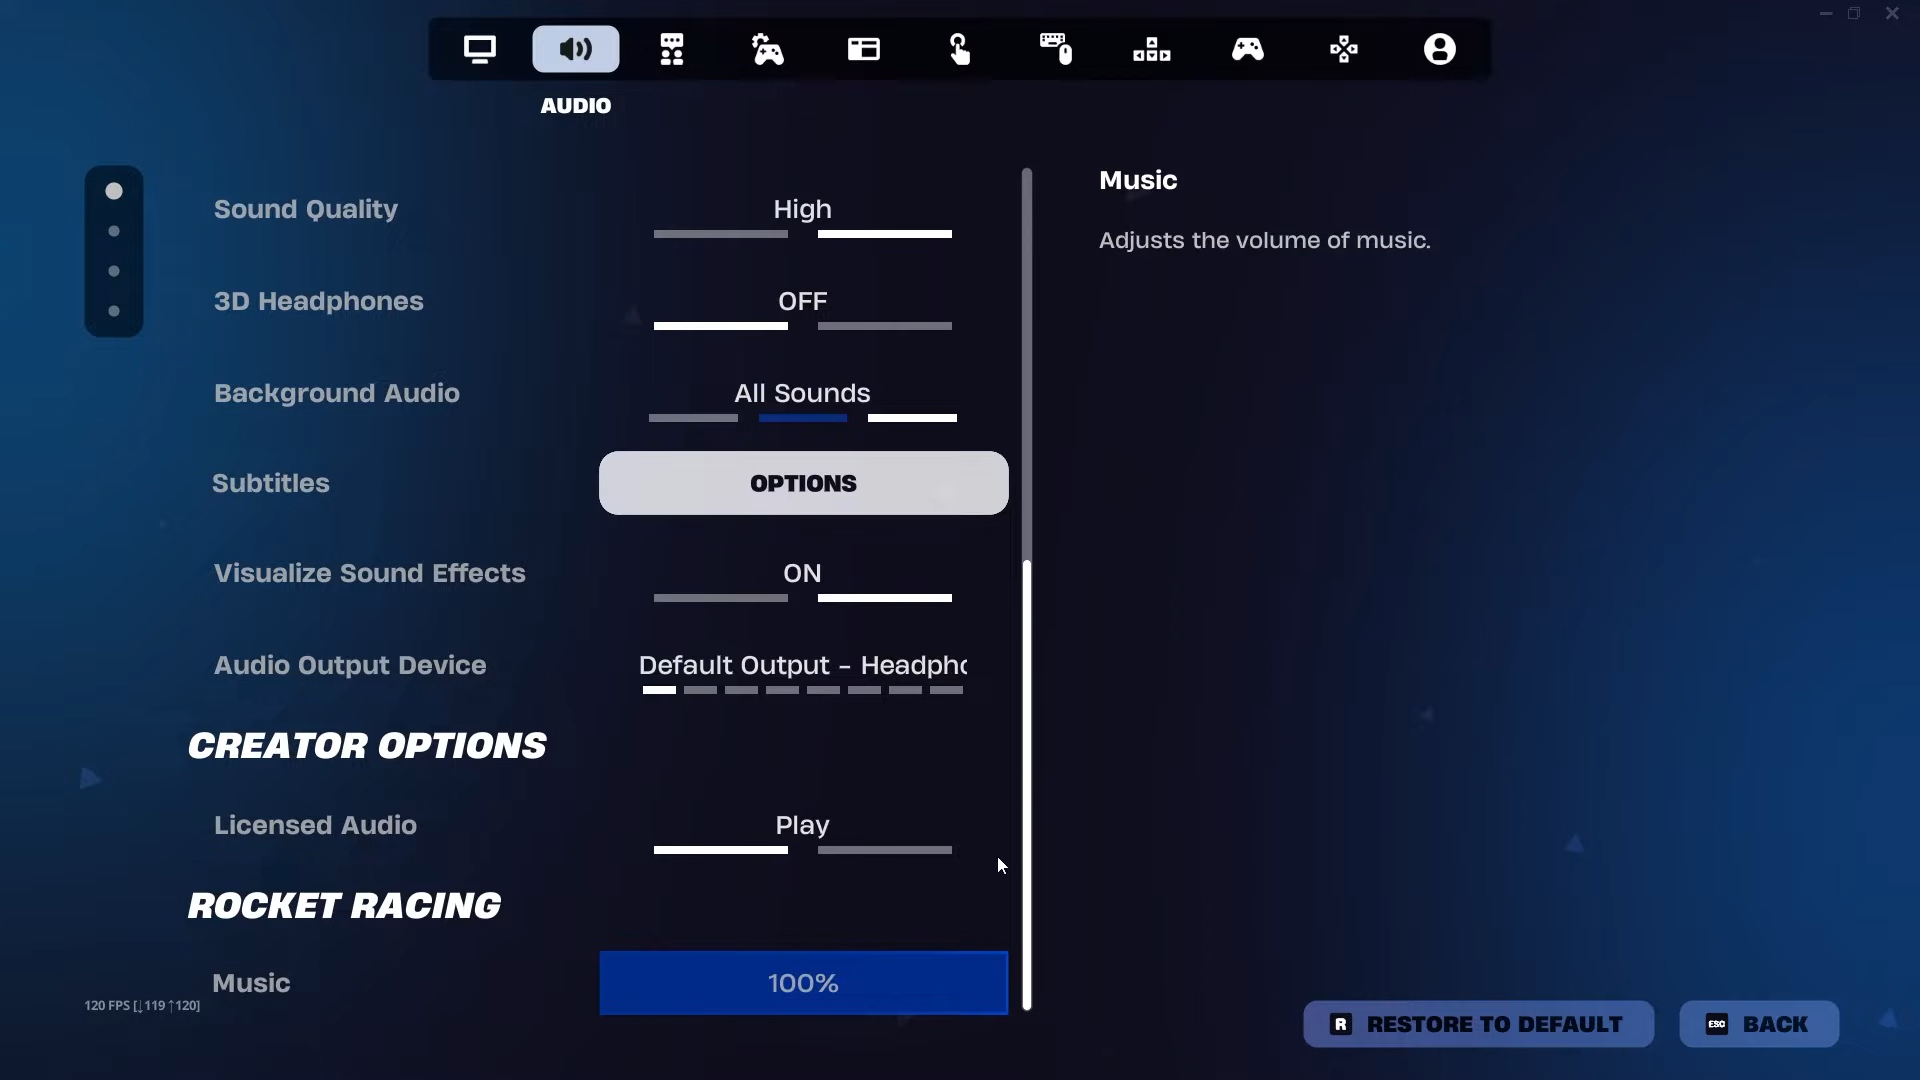 AUDIO
Sound Quality
High
3D Headphones
OFF
Background Audio
All Sounds
Subtitles
OPTIONS
Visualize Sound Effects
ON
Audio Output Device
Default Output - Headpho
CREATOR OPTIONS
Licensed Audio
Play
ROCKET RACING
Music
100%
Music
Adjusts the volume of music.
120 FPS [↓119 ↑120]
R RESTORE TO DEFAULT
ESC BACK